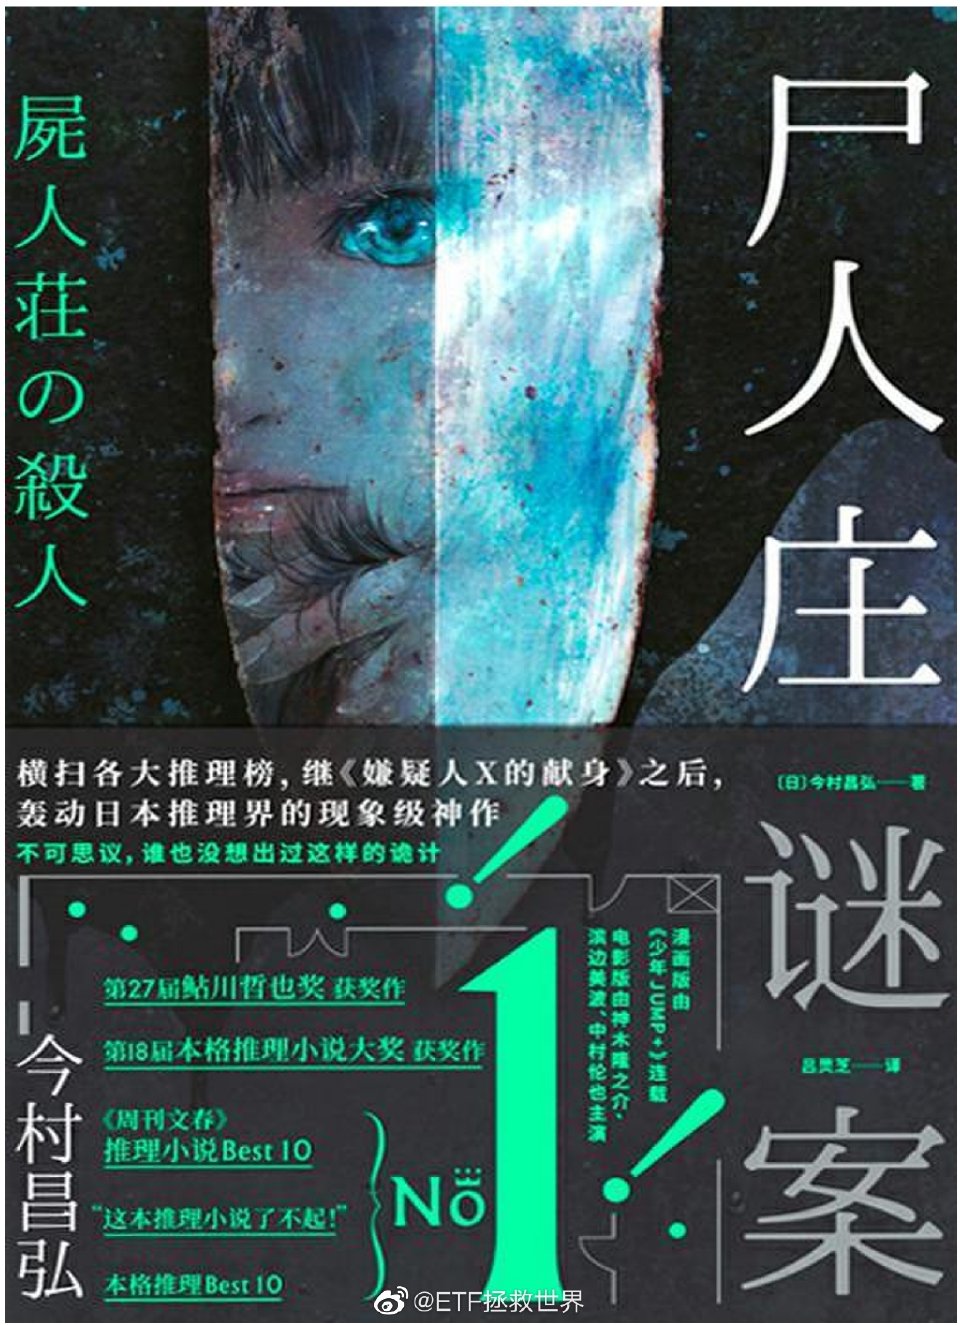 尸人庄
谜案
屍人荘の殺人
横扫各大推理榜，继《嫌疑人X的献身》之后，
轰动日本推理界的现象级神作
不可思议，谁也没想出过这样的诡计
〔日〕今村昌弘——著
吕灵芝——译
漫画版由
《少年JUMP+》连载
电影版由神木隆之介、
滨边美波、中村伦也主演
第27届鲇川哲也奖 获奖作
第18届本格推理小说大奖 获奖作
《周刊文春》
推理小说Best 10
“这本推理小说了不起！”
本格推理Best 10
No 1
今村昌弘
@ETF拯救世界